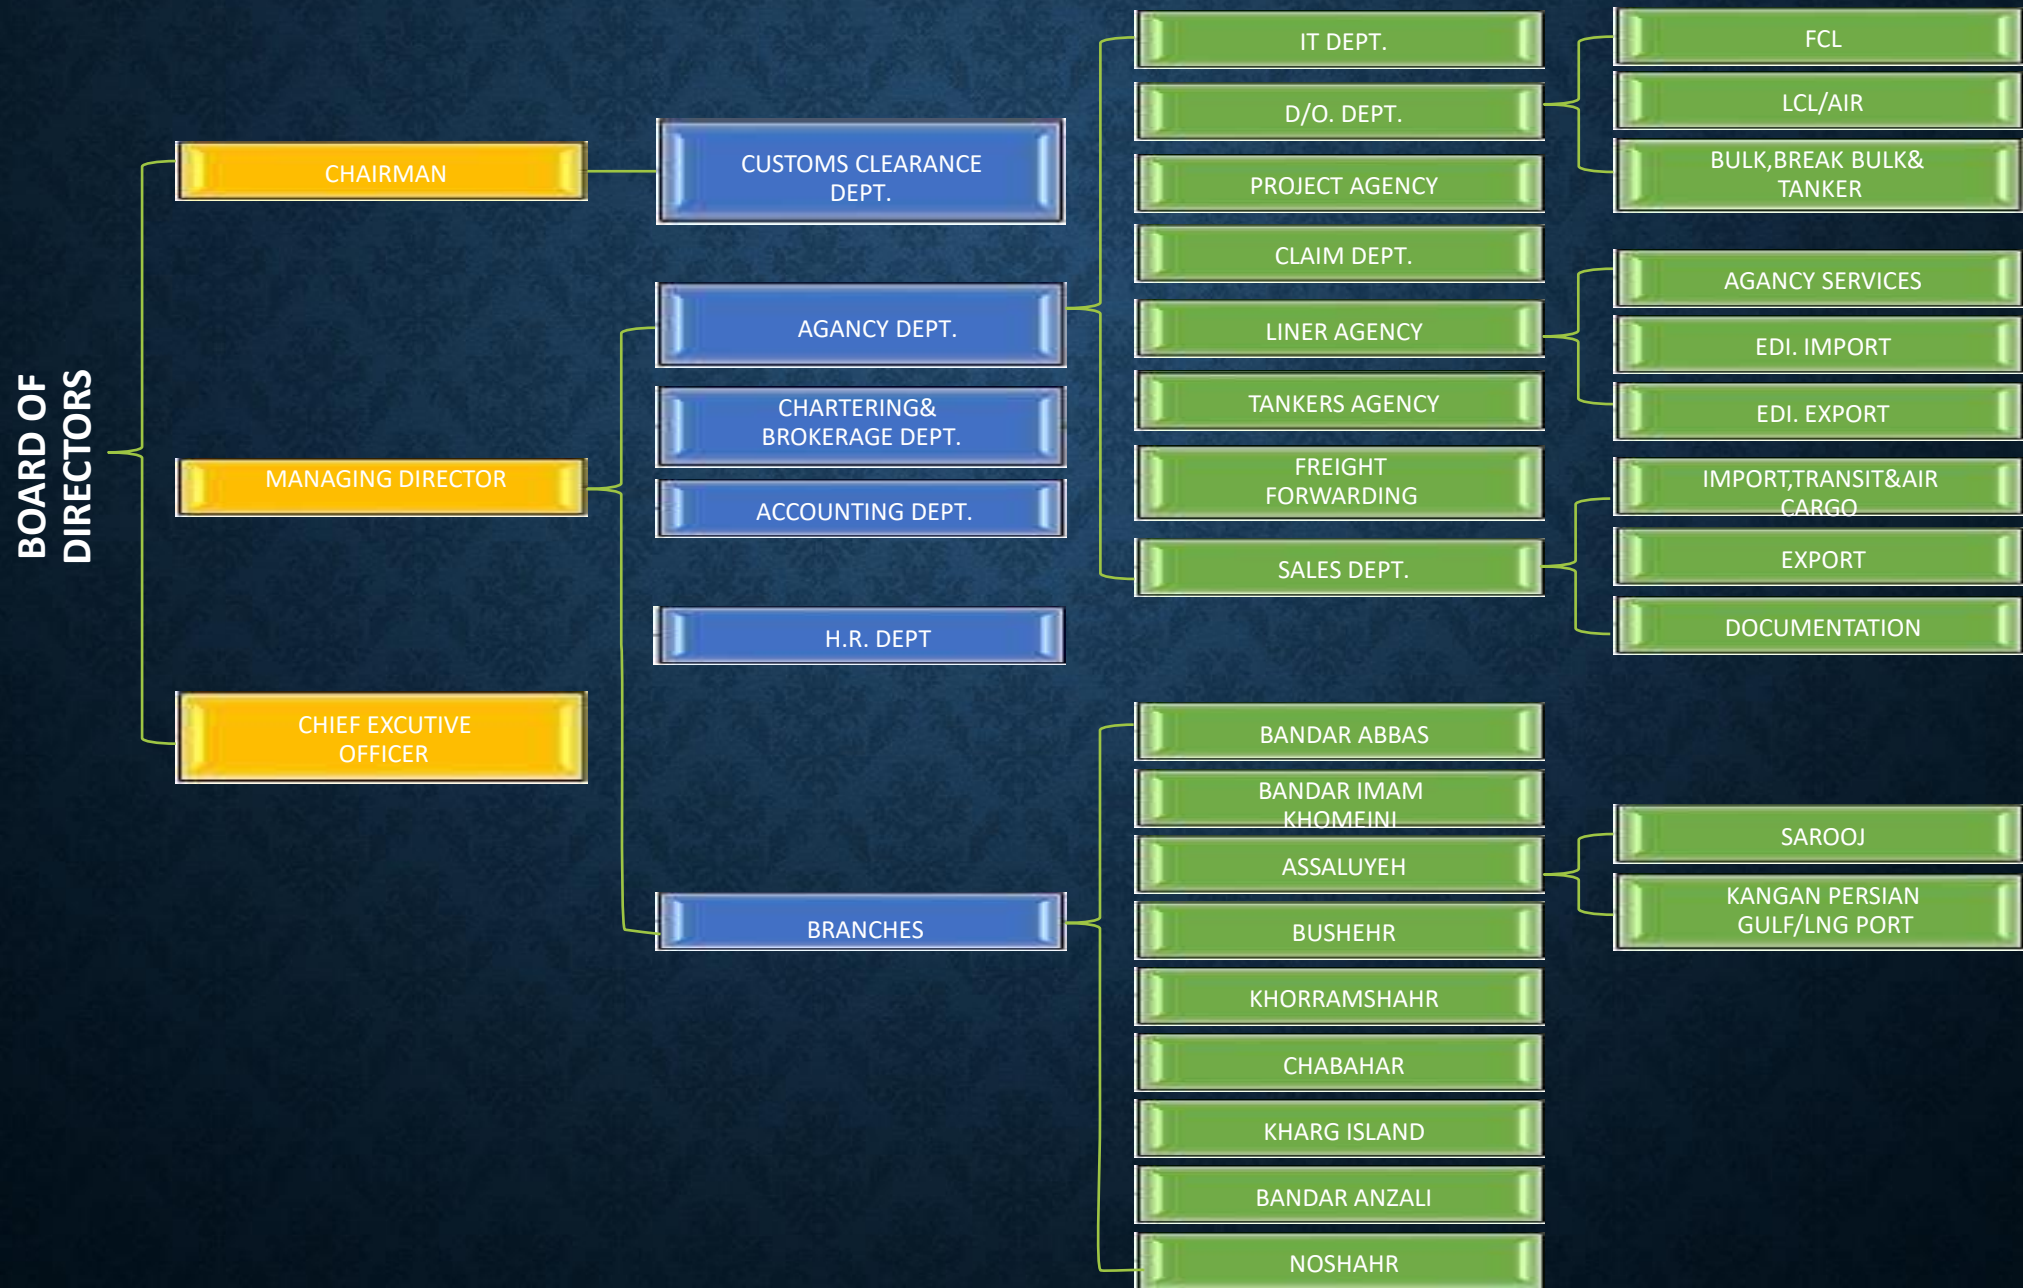 BOARD OF
DIRECTORS
CHAIRMAN
MANAGING DIRECTOR
CHIEF EXCUTIVE
OFFICER
CUSTOMS CLEARANCE
DEPT.
AGANCY DEPT.
CHARTERING&
BROKERAGE DEPT.
ACCOUNTING DEPT.
H.R. DEPT
BRANCHES
IT DEPT.
D/O. DEPT.
PROJECT AGENCY
CLAIM DEPT.
LINER AGENCY
TANKERS AGENCY
FREIGHT
FORWARDING
SALES DEPT.
BANDAR ABBAS
BANDAR IMAM
KHOMEINI
ASSALUYEH
BUSHEHR
KHORRAMSHAHR
CHABAHAR
KHARG ISLAND
BANDAR ANZALI
NOSHAHR
FCL
LCL/AIR
BULK,BREAK BULK&
TANKER
AGANCY SERVICES
EDI. IMPORT
EDI. EXPORT
IMPORT,TRANSIT&AIR
CARGO
EXPORT
DOCUMENTATION
SAROOJ
KANGAN PERSIAN
GULF/LNG PORT